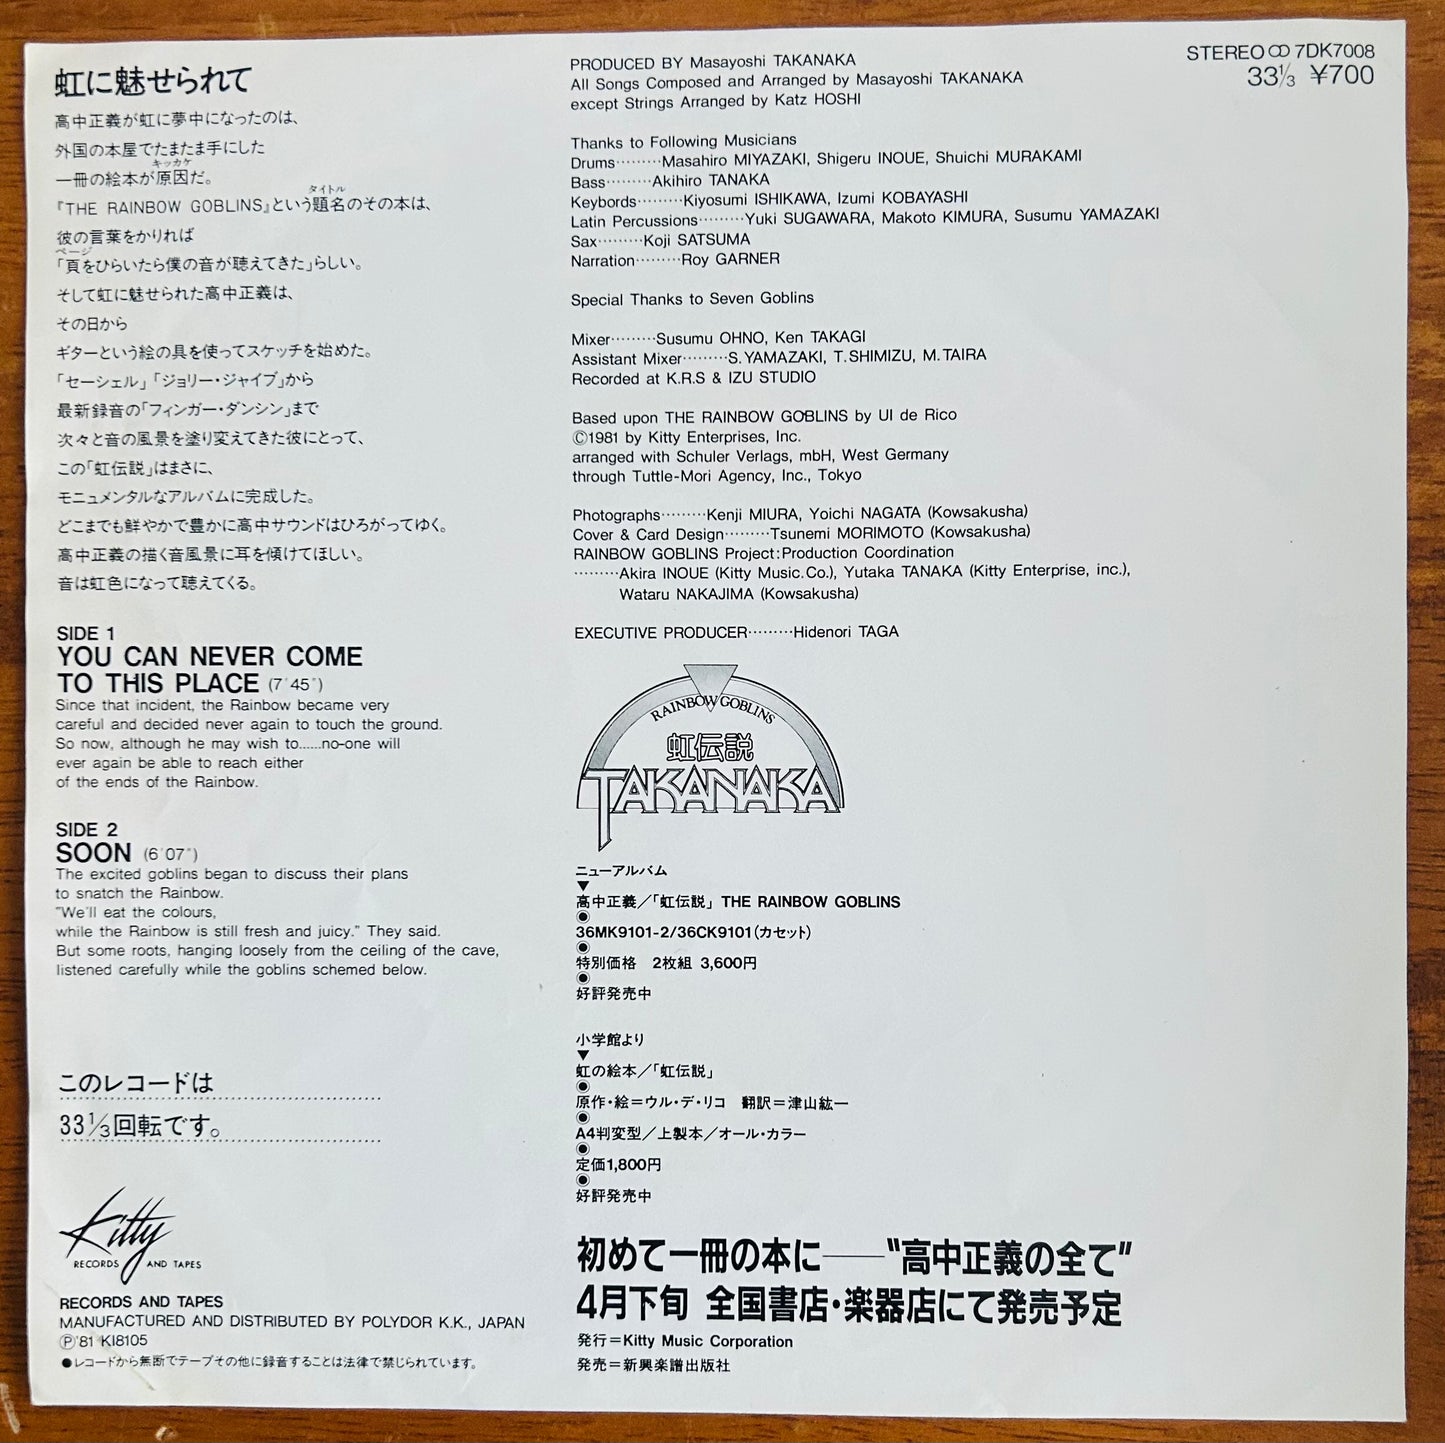 虹に魅せられて
高中正義が虹に夢中になったのは、
外国の本屋でたまたま手にした
キッカケ
一冊の絵本が原因だ。
タイトル
『THE RAINBOW GOBLINS』という題名のその本は、
彼の言葉をかりれば
ページ
「頁をひらいたら僕の音が聴えてきた」らしい。
そして虹に魅せられた高中正義は、
その日から
ギターという絵の具を使ってスケッチを始めた。
「セーシェル」「ジョリー・ジャイブ」から
最新録音の「フィンガー・ダンシン」まで
次々と音の風景を塗り変えてきた彼にとって、
この「虹伝説」はまさに、
モニュメンタルなアルバムに完成した。
どこまでも鮮やかで豊かに高中サウンドはひろがってゆく。
高中正義の描く音風景に耳を傾けてほしい。
音は虹色になって聴えてくる。
SIDE 1
YOU CAN NEVER COME
TO THIS PLACE (7'45")
Since that incident, the Rainbow became very
careful and decided never again to touch the ground.
So now, although he may wish to......no-one will
ever again be able to reach either
of the ends of the Rainbow.
SIDE 2
SOON (6'07")
The excited goblins began to discuss their plans
to snatch the Rainbow.
"We'll eat the colours,
while the Rainbow is still fresh and juicy." They said.
But some roots, hanging loosely from the ceiling of the cave,
listened carefully while the goblins schemed below.
このレコードは
33⅓回転です。
Kitty
RECORDS AND TAPES
RECORDS AND TAPES
MANUFACTURED AND DISTRIBUTED BY POLYDOR K.K., JAPAN
Ⓟ'81 KI8105
●レコードから無断でテープその他に録音することは法律で禁じられています。
PRODUCED BY Masayoshi TAKANAKA
All Songs Composed and Arranged by Masayoshi TAKANAKA
except Strings Arranged by Katz HOSHI
Thanks to Following Musicians
Drums………Masahiro MIYAZAKI, Shigeru INOUE, Shuichi MURAKAMI
Bass………Akihiro TANAKA
Keybords………Kiyosumi ISHIKAWA, Izumi KOBAYASHI
Latin Percussions………Yuki SUGAWARA, Makoto KIMURA, Susumu YAMAZAKI
Sax………Koji SATSUMA
Narration………Roy GARNER
Special Thanks to Seven Goblins
Mixer………Susumu OHNO, Ken TAKAGI
Assistant Mixer………S.YAMAZAKI, T.SHIMIZU, M.TAIRA
Recorded at K.R.S & IZU STUDIO
Based upon THE RAINBOW GOBLINS by Ul de Rico
©1981 by Kitty Enterprises, Inc.
arranged with Schuler Verlags, mbH, West Germany
through Tuttle-Mori Agency, Inc., Tokyo
Photographs………Kenji MIURA, Yoichi NAGATA (Kowsakusha)
Cover & Card Design………Tsunemi MORIMOTO (Kowsakusha)
RAINBOW GOBLINS Project:Production Coordination
………Akira INOUE (Kitty Music.Co.), Yutaka TANAKA (Kitty Enterprise, inc.),
Wataru NAKAJIMA (Kowsakusha)
EXECUTIVE PRODUCER………Hidenori TAGA
RAINBOW GOBLINS
虹伝説
TAKANAKA
ニューアルバム
▼
高中正義／「虹伝説」 THE RAINBOW GOBLINS
◉
36MK9101-2/36CK9101(カセット)
◉
特別価格 2枚組 3,600円
◉
好評発売中
小学館より
▼
虹の絵本／「虹伝説」
◉
原作・絵＝ウル・デ・リコ 翻訳＝津山紘一
◉
A4判変型／上製本／オール・カラー
◉
定価1,800円
◉
好評発売中
初めて一冊の本に――"高中正義の全て"
4月下旬 全国書店・楽器店にて発売予定
発行＝Kitty Music Corporation
発売＝新興楽譜出版社
STEREO 7DK7008
33⅓ ¥700